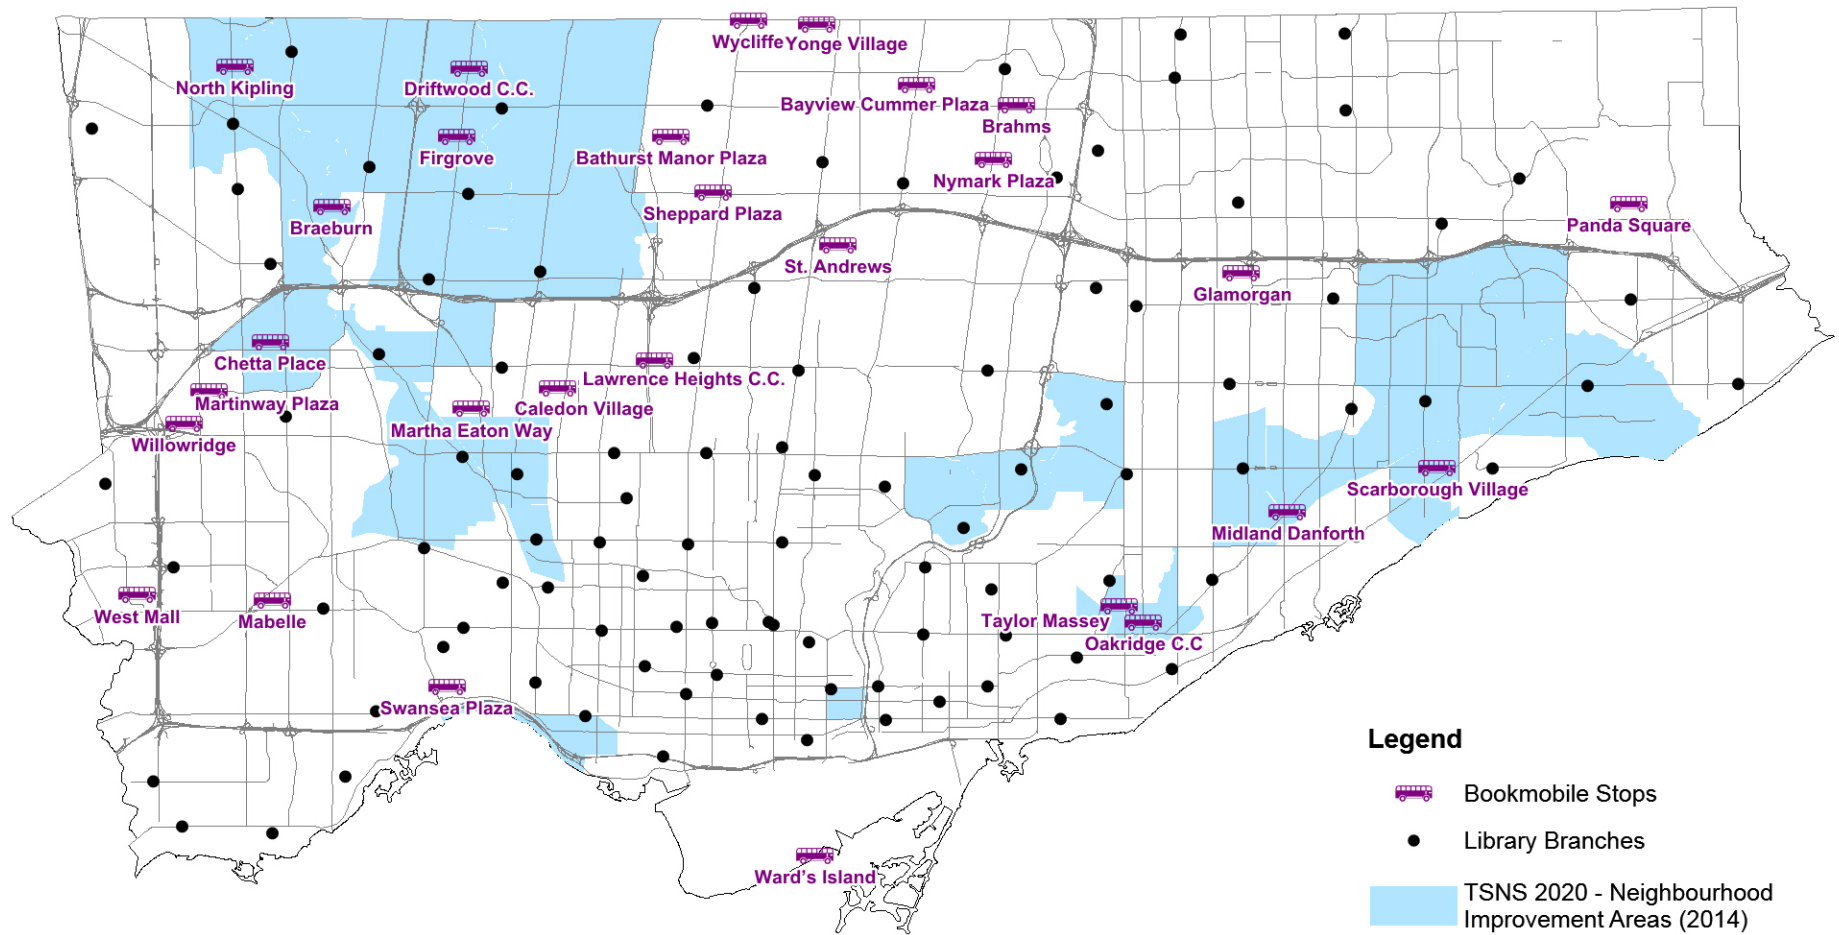 Wycliffe
Yonge Village
North Kipling
Driftwood C.C.
Bayview Cummer Plaza
Brahms
Firgrove
Bathurst Manor Plaza
Nymark Plaza
Sheppard Plaza
Braeburn
Panda Square
St. Andrews
Glamorgan
Chetta Place
Lawrence Heights C.C.
Martinway Plaza
Caledon Village
Martha Eaton Way
Willowridge
Scarborough Village
Midland Danforth
West Mall
Mabelle
Taylor Massey
Oakridge C.C
Swansea Plaza
Ward's Island
Legend
Bookmobile Stops
Library Branches
TSNS 2020 - Neighbourhood
Improvement Areas (2014)